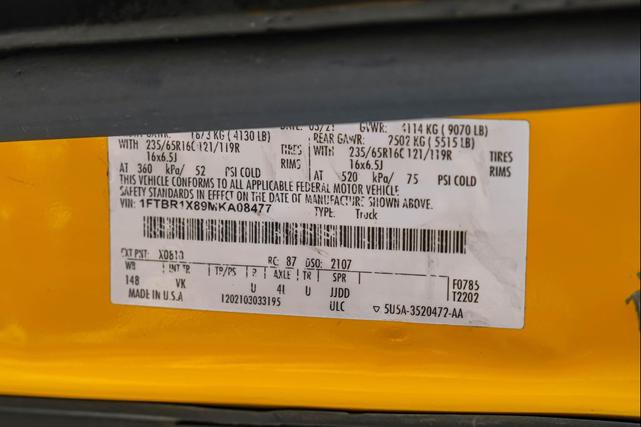 DATE: 03/21 GVWR: 4114 KG (9070 LB)
1873 KG (4130 LB) REAR GAWR: 2502 KG (5515 LB)
WITH 235/65R16C 121/119R TIRES WITH 235/65R16C 121/119R TIRES
16x6.5J RIMS 16x6.5J RIMS
AT 360 kPa/ 52 PSI COLD AT 520 kPa/ 75 PSI COLD
THIS VEHICLE CONFORMS TO ALL APPLICABLE FEDERAL MOTOR VEHICLE
SAFETY STANDARDS IN EFFECT ON THE DATE OF MANUFACTURE SHOWN ABOVE.
VIN: 1FTBR1X89MKA08477 TYPE: Truck
EXT PNT: RC: 87 DSO: 2107
WB INT TR TP/PS R AXLE TR SPR F0785
148 VK U 4I U JJDD T2202
MADE IN U.S.A 1202103033195 ULC 5U5A-3520472-AA